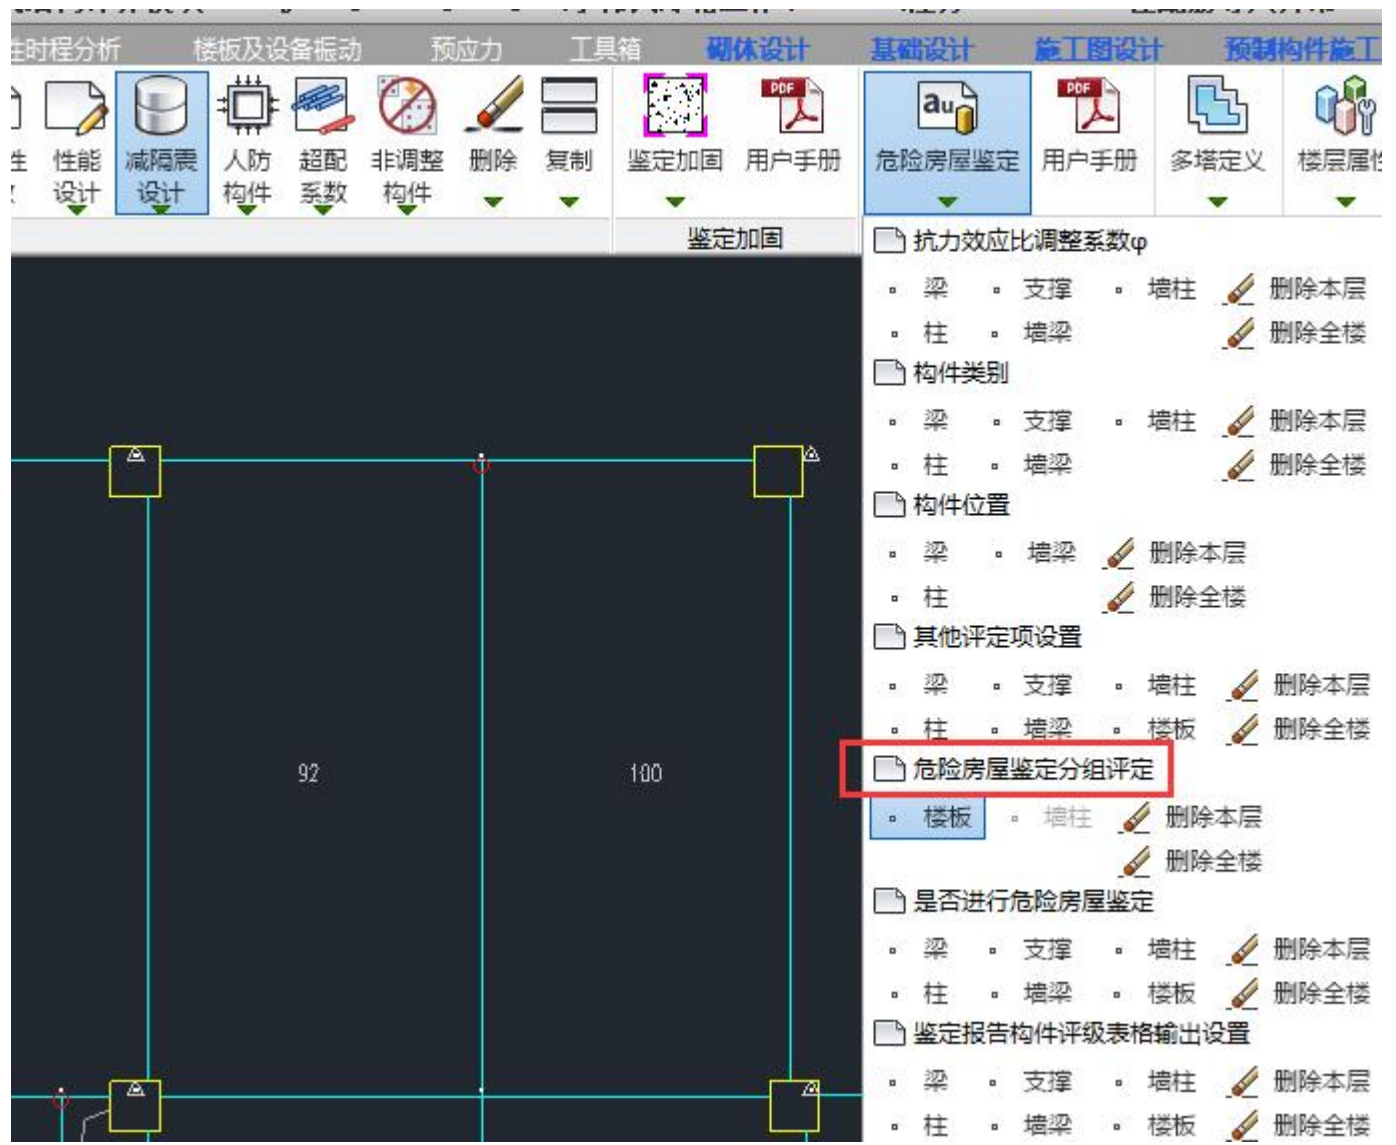 性时程分析 楼板及设备振动 预应力 工具箱 砌体设计 基础设计 施工图设计 预制构件施工
性能设计 减隔震设计 人防构件 超配系数 非调整构件 删除 复制 鉴定加固 用户手册 危险房屋鉴定 用户手册 多塔定义 楼层属性
鉴定加固
抗力效应比调整系数φ
梁 支撑 墙柱 删除本层
柱 墙梁 删除全楼
构件类别
梁 支撑 墙柱 删除本层
柱 墙梁 删除全楼
构件位置
梁 墙梁 删除本层
柱 删除全楼
其他评定项设置
梁 支撑 墙柱 删除本层
柱 墙梁 楼板 删除全楼
92 100
危险房屋鉴定分组评定
楼板 墙柱 删除本层
删除全楼
是否进行危险房屋鉴定
梁 支撑 墙柱 删除本层
柱 墙梁 楼板 删除全楼
鉴定报告构件评级表格输出设置
梁 支撑 墙柱 删除本层
柱 墙梁 楼板 删除全楼